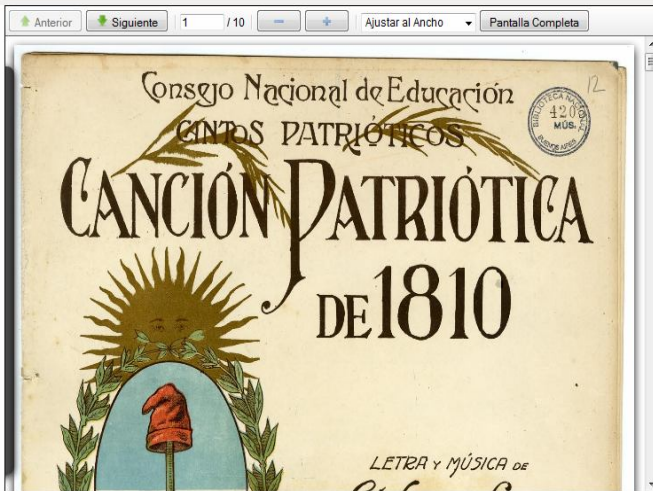 Anterior Siguiente 1 / 10 Ajustar al Ancho Pantalla Completa
Consejo Nacional de Educación
12
BIBLIOTECA NACIONAL
420
MÚS.
BUENOS AIRES
CANTOS PATRIÓTICOS
CANCIÓN PATRIÓTICA
DE 1810
LETRA Y MÚSICA DE